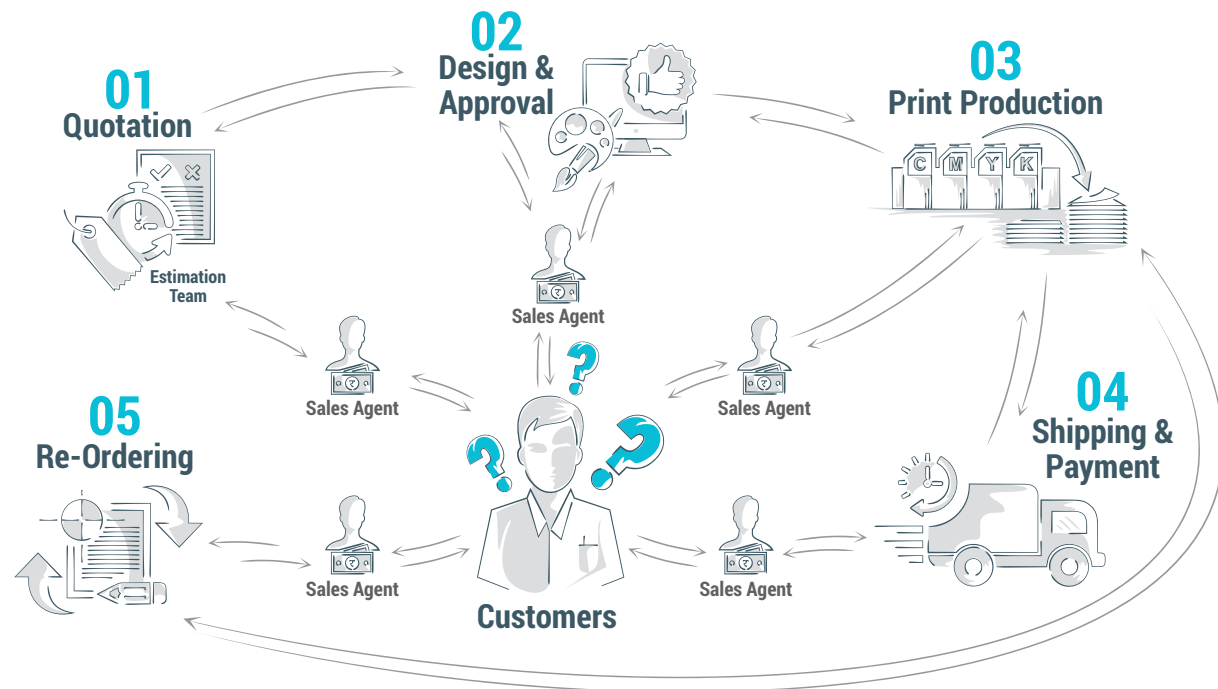 01
Quotation
Estimation
Team
02
Design &
Approval
03
Print Production
C M Y K
₹
Sales Agent
₹
Sales Agent
₹
Sales Agent
04
Shipping &
Payment
05
Re-Ordering
₹
Sales Agent
₹
Sales Agent
? ? ?
Customers